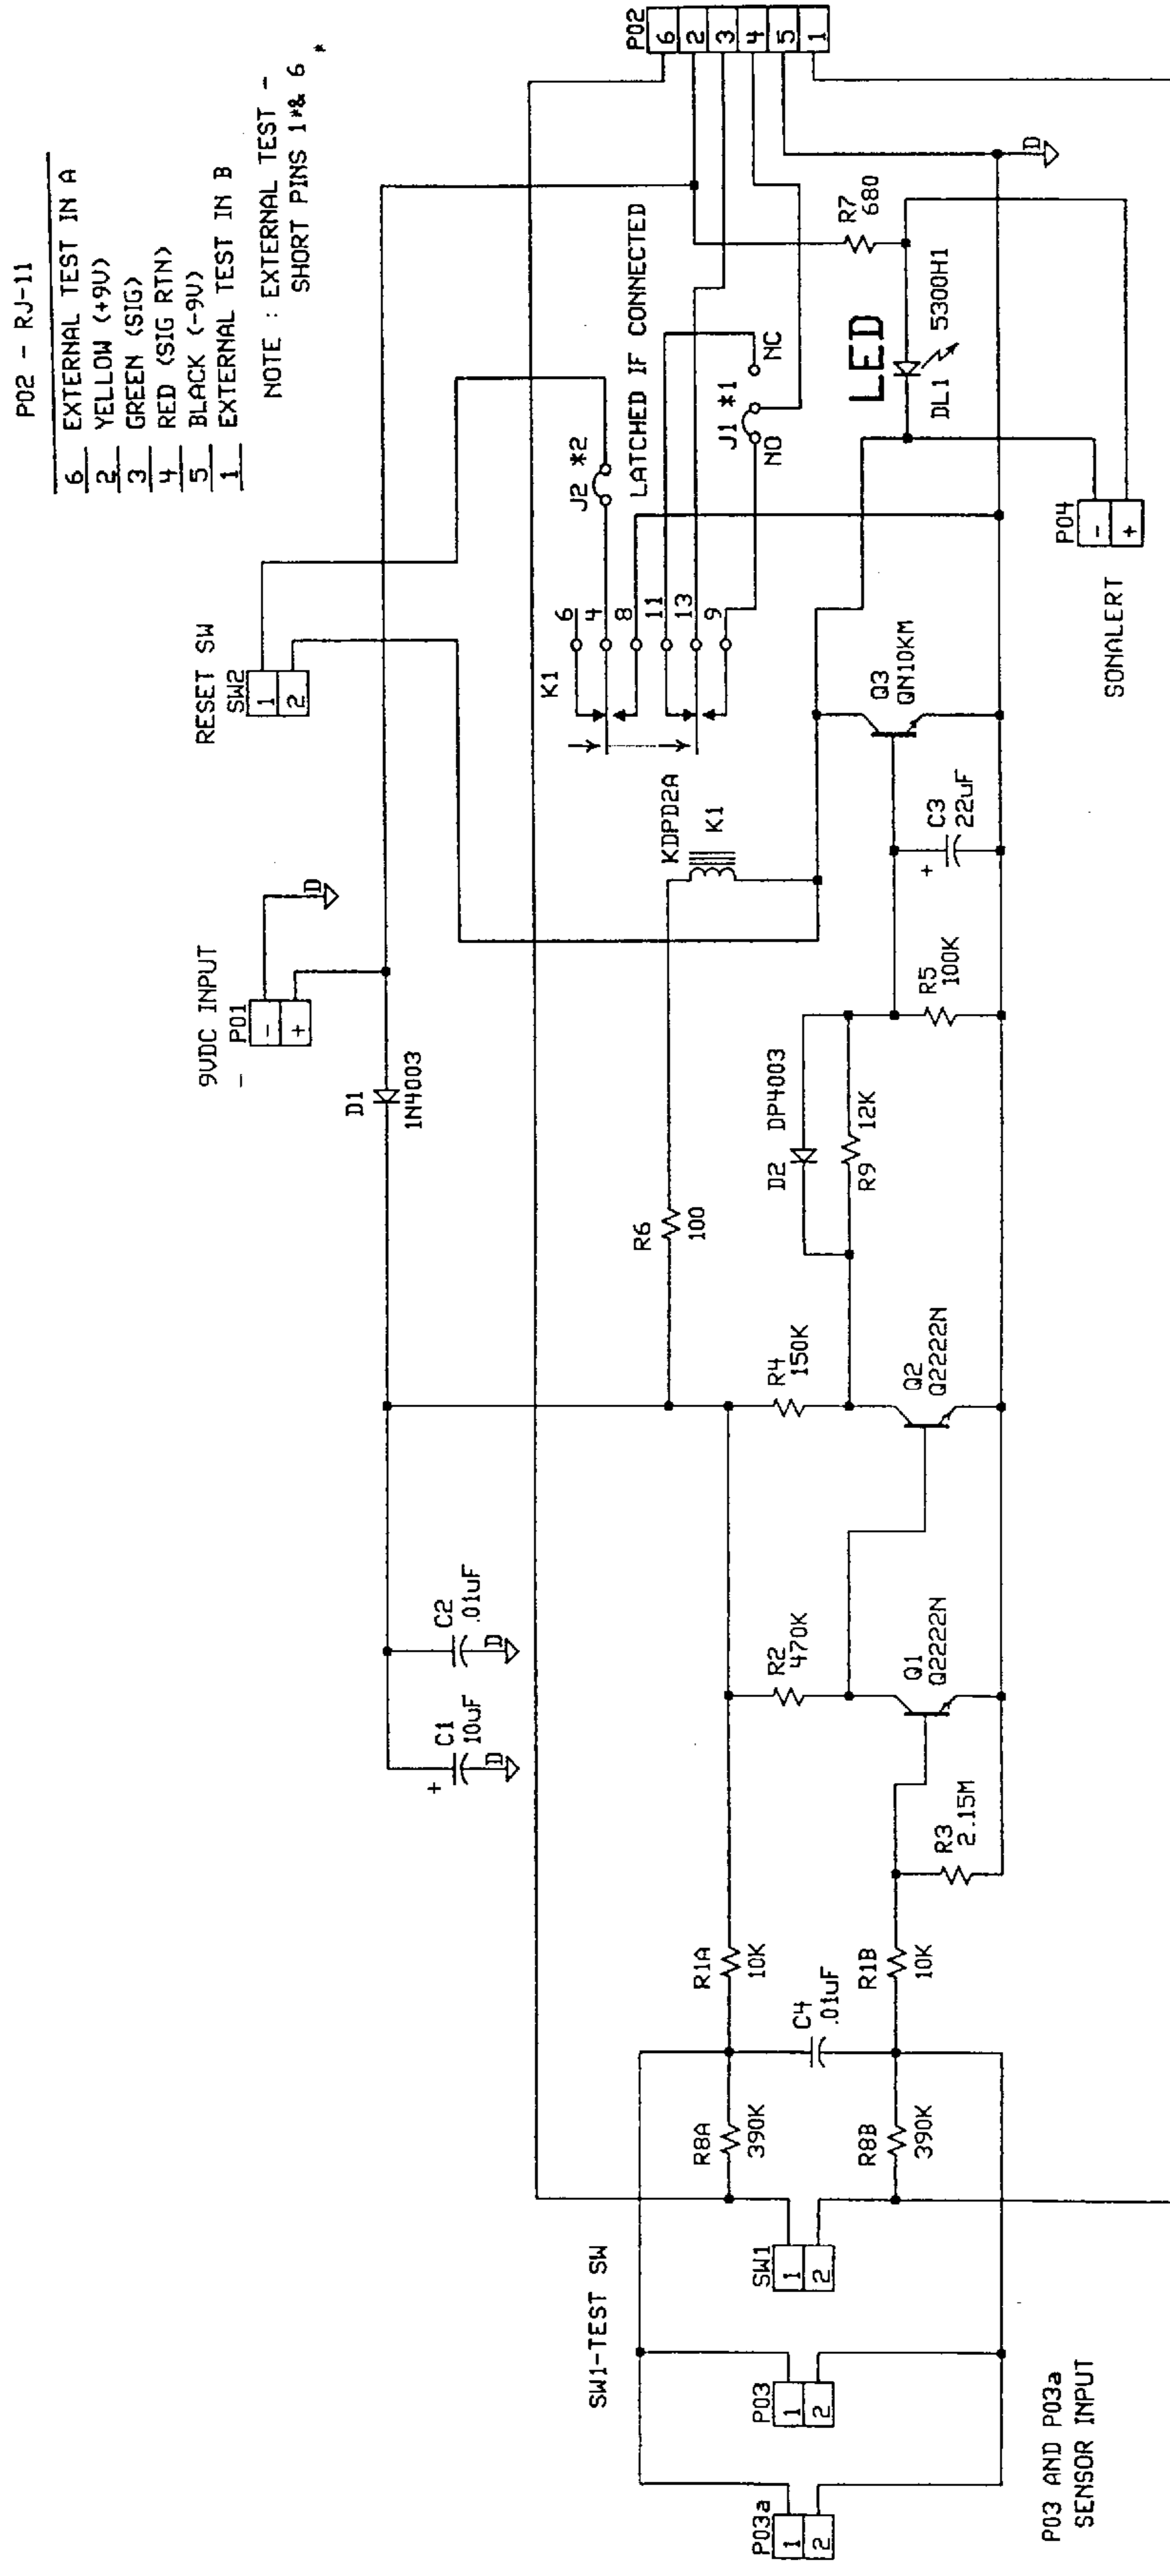 P02 - RJ-11
6 EXTERNAL TEST IN A
2 YELLOW (+9V)
3 GREEN (SIG)
4 RED (SIG RTN)
5 BLACK (-9V)
1 EXTERNAL TEST IN B
NOTE : EXTERNAL TEST -
SHORT PINS 1*& 6 *
P02
6
2
3
4
5
1
RESET SW
SW2
1
2
9VDC INPUT
-
P01
-
+
D
D1
1N4003
J2 *2
LATCHED IF CONNECTED
K1
6
4
8
11
13
9
J1 *1
NC
NO
R7
680
D
LED
DL1
5300H1
P04
-
+
SONALERT
KDPD2A
K1
Q3
QN10KM
C3
+
22uF
R5
100K
D2
DP4003
R9
12K
R6
100
R4
150K
Q2
Q2222N
C2
.01uF
D
C1
+
10uF
D
R2
470K
Q1
Q2222N
R3
2.15M
R1A
10K
C4
.01uF
R1B
10K
R8A
390K
R8B
390K
SW1-TEST SW
SW1
1
2
P03
1
2
P03a
1
2
P03 AND P03a
SENSOR INPUT